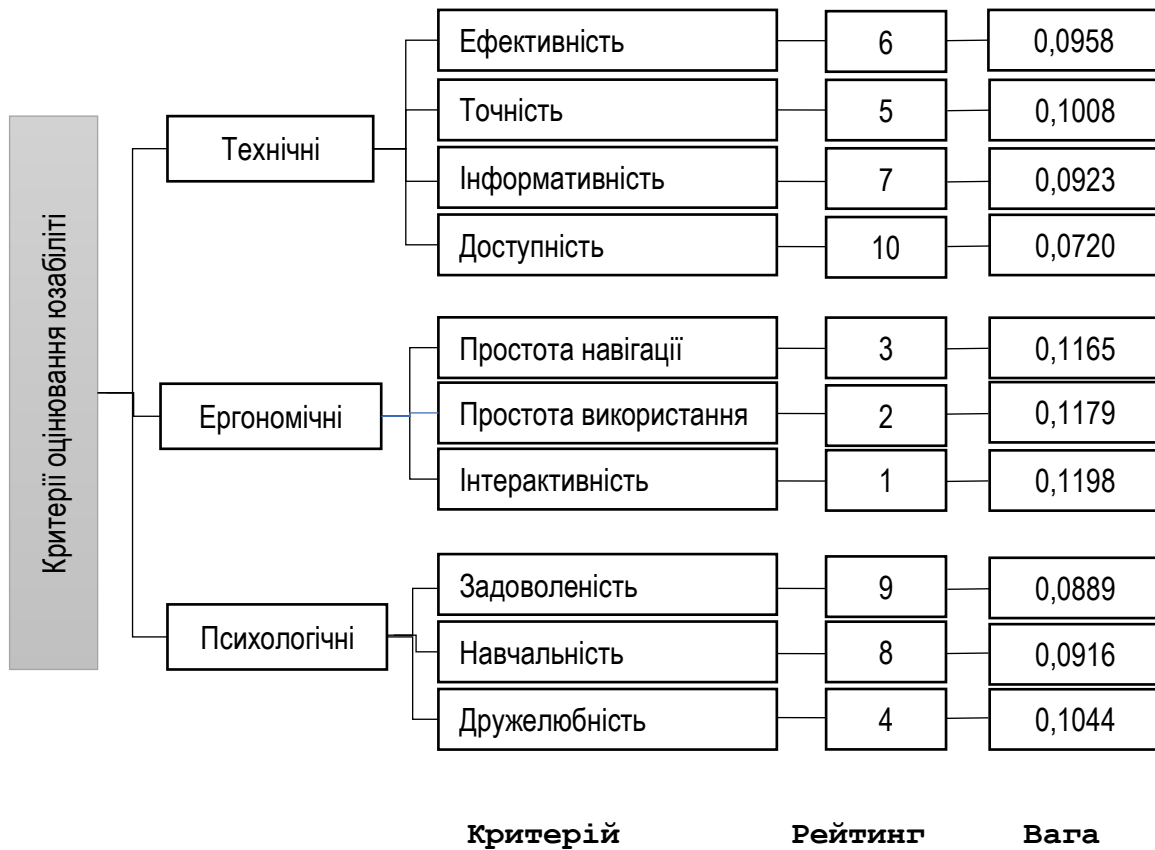 Критерії оцінювання юзабіліті
Технічні
Ефективність 6 0,0958
Точність 5 0,1008
Інформативність 7 0,0923
Доступність 10 0,0720
Ергономічні
Простота навігації 3 0,1165
Простота використання 2 0,1179
Інтерактивність 1 0,1198
Психологічні
Задоволеність 9 0,0889
Навчальність 8 0,0916
Дружелюбність 4 0,1044
Критерій Рейтинг Вага